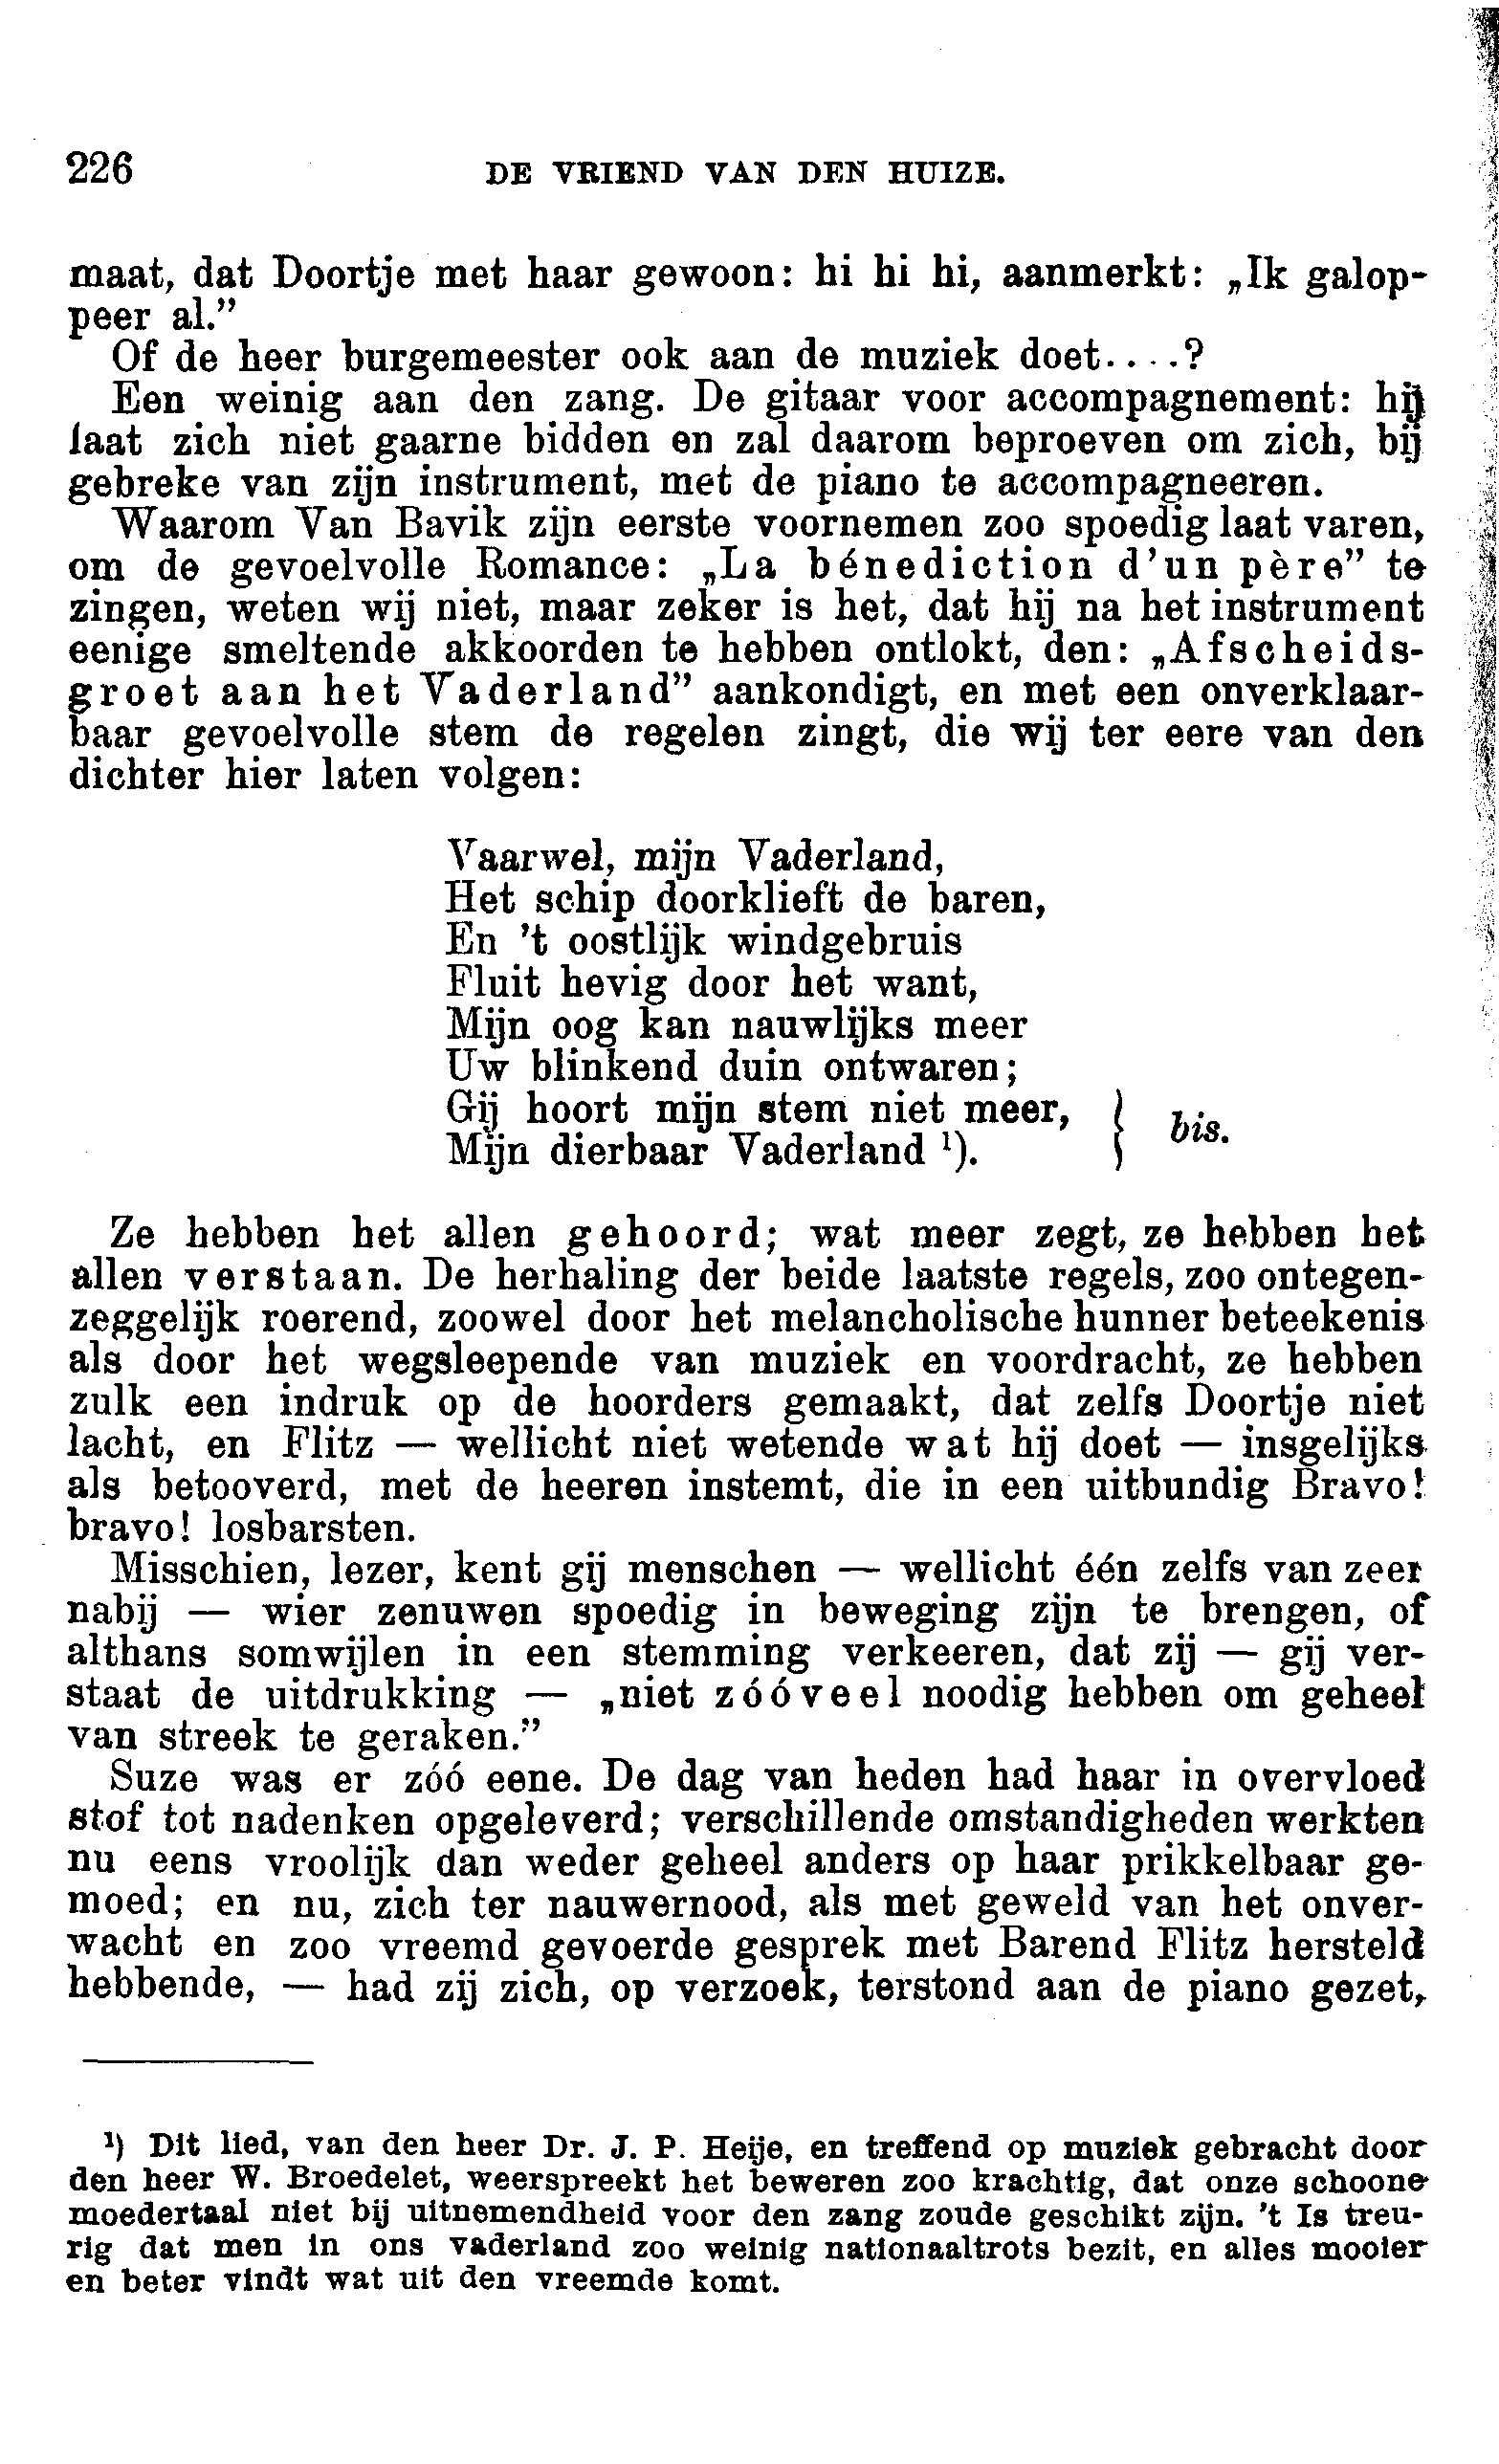 226 DE VRIEND VAN DEN HUIZE.
maat, dat Doortje met haar gewoon: hi hi hi, aanmerkt: „Ik galop-
peer al.”
Of de heer burgemeester ook aan de muziek doet....?
Een weinig aan den zang. De gitaar voor accompagnement: hij
laat zich niet gaarne bidden en zal daarom beproeven om zich, bij
gebreke van zijn instrument, met de piano te accompagneeren.
Waarom Van Bavik zijn eerste voornemen zoo spoedig laat varen,
om de gevoelvolle Romance: „La bénediction d'un père” te
zingen, weten wij niet, maar zeker is het, dat hij na het instrument
eenige smeltende akkoorden te hebben ontlokt, den: „Afscheids-
groet aan het Vaderland” aankondigt, en met een onverklaar-
baar gevoelvolle stem de regelen zingt, die wij ter eere van den
dichter hier laten volgen:
Vaarwel, mijn Vaderland,
Het schip doorklieft de baren,
En 't oostlijk windgebruis
Fluit hevig door het want,
Mijn oog kan nauwlijks meer
Uw blinkend duin ontwaren;
Gij hoort mijn stem niet meer,
Mijn dierbaar Vaderland ¹). } bis.
Ze hebben het allen gehoord; wat meer zegt, ze hebben het
allen verstaan. De herhaling der beide laatste regels, zoo ontegen-
zeggelijk roerend, zoowel door het melancholische hunner beteekenis
als door het wegsleepende van muziek en voordracht, ze hebben
zulk een indruk op de hoorders gemaakt, dat zelfs Doortje niet
lacht, en Flitz — wellicht niet wetende wat hij doet — insgelijks
als betooverd, met de heeren instemt, die in een uitbundig Bravo!
bravo! losbarsten.
Misschien, lezer, kent gij menschen — wellicht één zelfs van zeer
nabij — wier zenuwen spoedig in beweging zijn te brengen, of
althans somwijlen in een stemming verkeeren, dat zij — gij ver-
staat de uitdrukking — „niet zóóveel noodig hebben om geheel
van streek te geraken.”
Suze was er zóó eene. De dag van heden had haar in overvloed
stof tot nadenken opgeleverd; verschillende omstandigheden werkten
nu eens vroolijk dan weder geheel anders op haar prikkelbaar ge-
moed; en nu, zich ter nauwernood, als met geweld van het onver-
wacht en zoo vreemd gevoerde gesprek met Barend Flitz hersteld
hebbende, — had zij zich, op verzoek, terstond aan de piano gezet,
¹) Dit lied, van den heer Dr. J. P. Heije, en treffend op muziek gebracht door
den heer W. Broedelet, weerspreekt het beweren zoo krachtig, dat onze schoone
moedertaal niet bij uitnemendheid voor den zang zoude geschikt zijn. 't Is treu-
rig dat men in ons vaderland zoo weinig nationaaltrots bezit, en alles mooier
en beter vindt wat uit den vreemde komt.